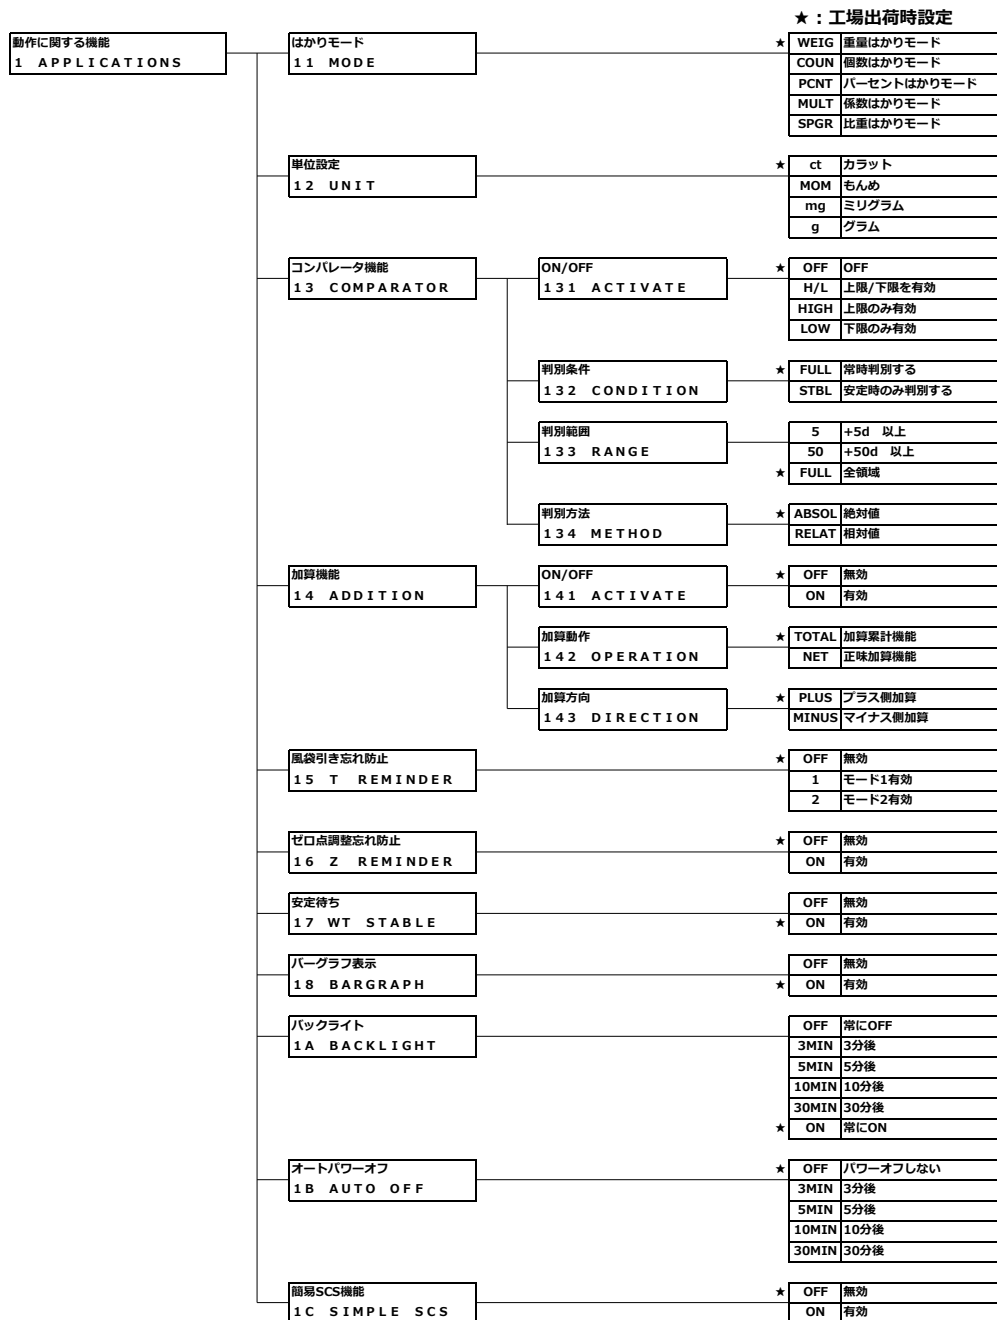 ★：工場出荷時設定
動作に関する機能
1 APPLICATIONS
はかりモード
11 MODE
★ WEIG 重量はかりモード
COUN 個数はかりモード
PCNT パーセントはかりモード
MULT 係数はかりモード
SPGR 比重はかりモード
単位設定
12 UNIT
★ ct カラット
MOM もんめ
mg ミリグラム
g グラム
コンパレータ機能
13 COMPARATOR
ON/OFF
131 ACTIVATE
★ OFF OFF
H/L 上限/下限を有効
HIGH 上限のみ有効
LOW 下限のみ有効
判別条件
132 CONDITION
★ FULL 常時判別する
STBL 安定時のみ判別する
判別範囲
133 RANGE
5 +5d 以上
50 +50d 以上
★ FULL 全領域
判別方法
134 METHOD
★ ABSOL 絶対値
RELAT 相対値
加算機能
14 ADDITION
ON/OFF
141 ACTIVATE
★ OFF 無効
ON 有効
加算動作
142 OPERATION
★ TOTAL 加算累計機能
NET 正味加算機能
加算方向
143 DIRECTION
★ PLUS プラス側加算
MINUS マイナス側加算
風袋引き忘れ防止
15 T REMINDER
★ OFF 無効
1 モード1有効
2 モード2有効
ゼロ点調整忘れ防止
16 Z REMINDER
★ OFF 無効
ON 有効
安定待ち
17 WT STABLE
OFF 無効
★ ON 有効
バーグラフ表示
18 BARGRAPH
OFF 無効
★ ON 有効
バックライト
1A BACKLIGHT
OFF 常にOFF
3MIN 3分後
5MIN 5分後
10MIN 10分後
30MIN 30分後
★ ON 常にON
オートパワーオフ
1B AUTO OFF
★ OFF パワーオフしない
3MIN 3分後
5MIN 5分後
10MIN 10分後
30MIN 30分後
簡易SCS機能
1C SIMPLE SCS
★ OFF 無効
ON 有効